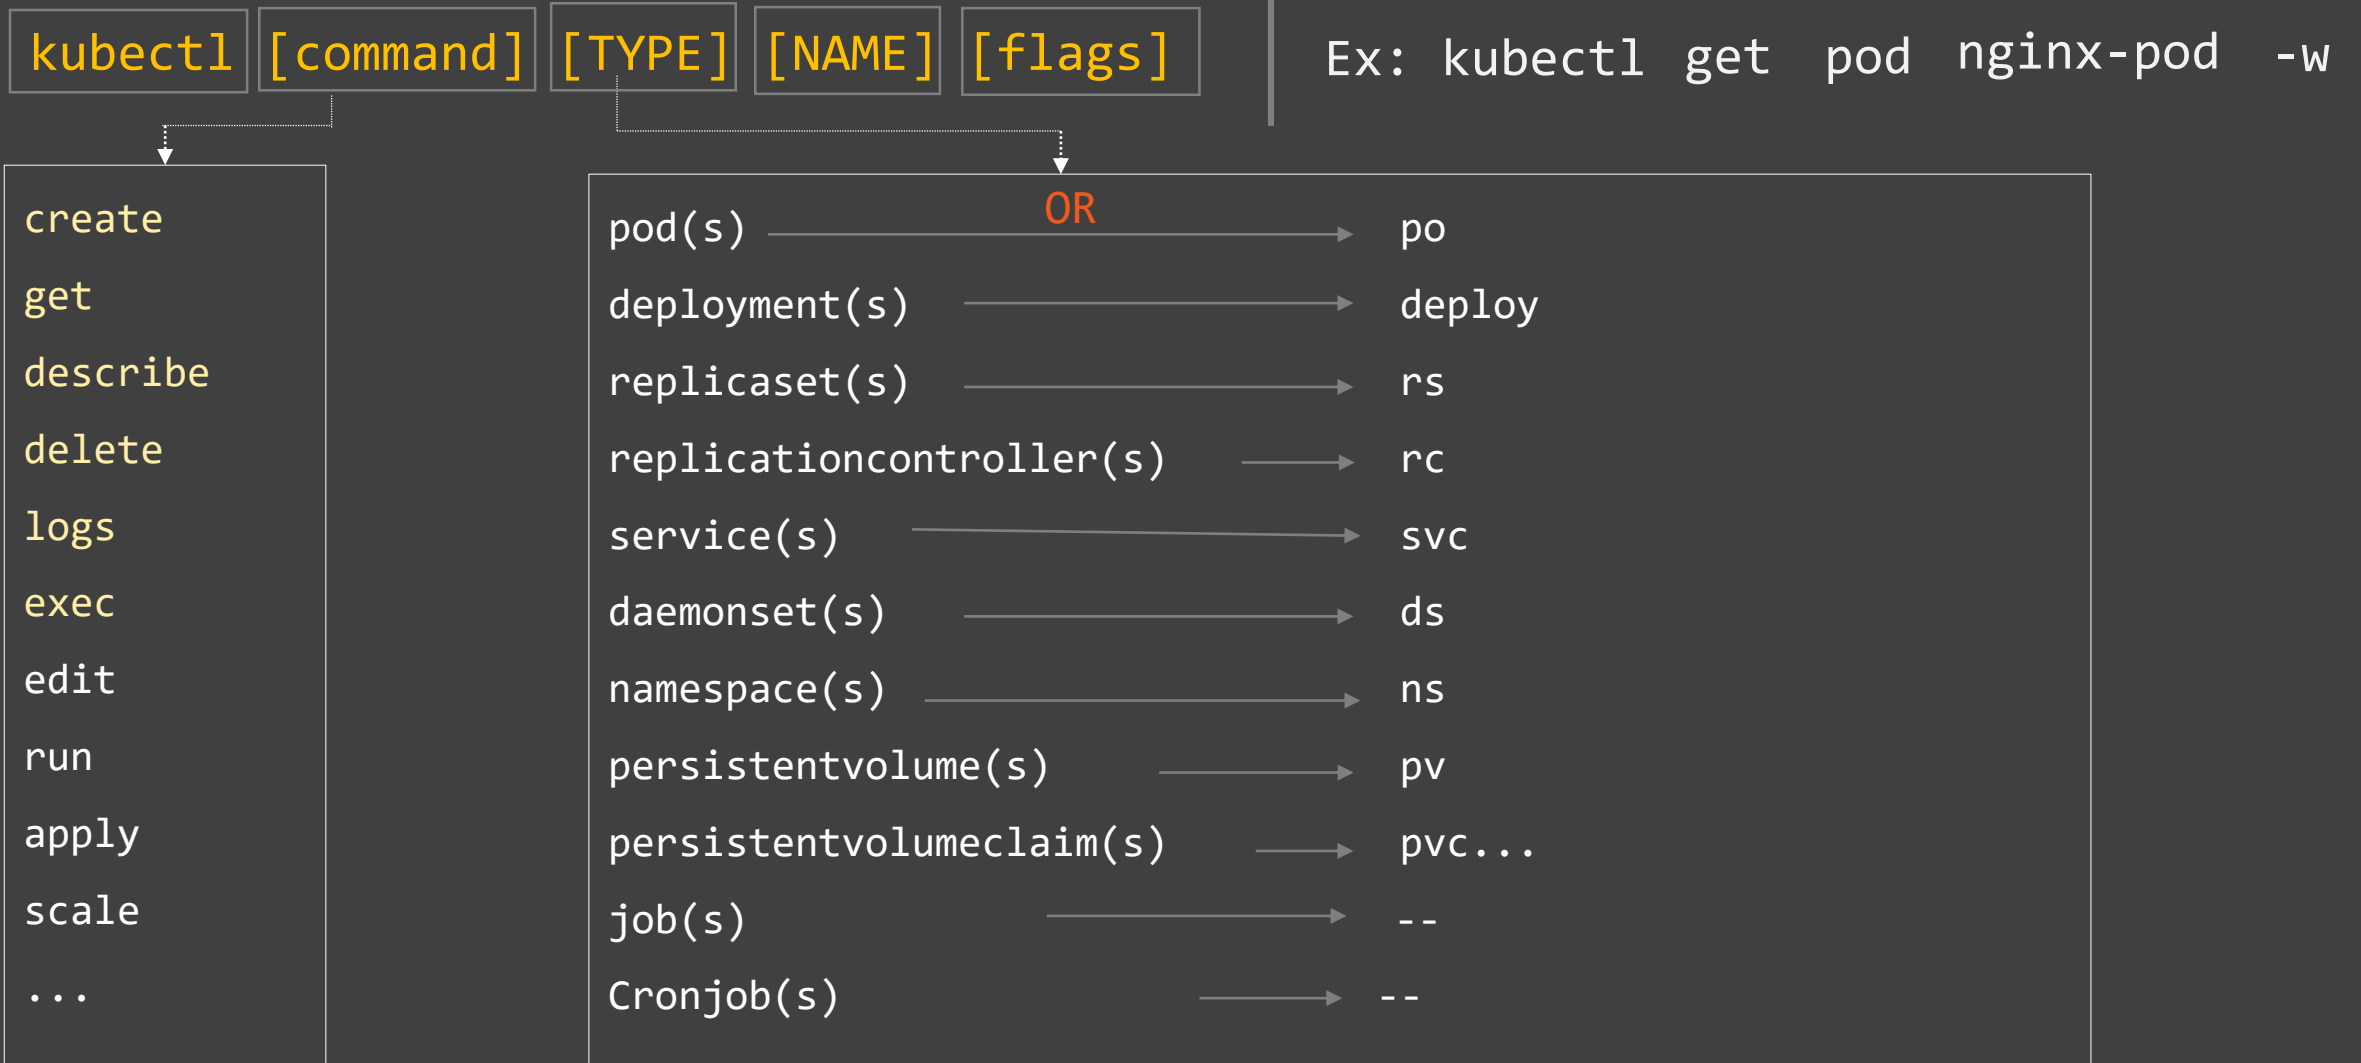 kubectl [command] [TYPE] [NAME] [flags]
Ex: kubectl get pod nginx-pod -w
create
get
describe
delete
logs
exec
edit
run
apply
scale
...
OR
pod(s) po
deployment(s) deploy
replicaset(s) rs
replicationcontroller(s) rc
service(s) svc
daemonset(s) ds
namespace(s) ns
persistentvolume(s) pv
persistentvolumeclaim(s) pvc...
job(s) --
Cronjob(s) --